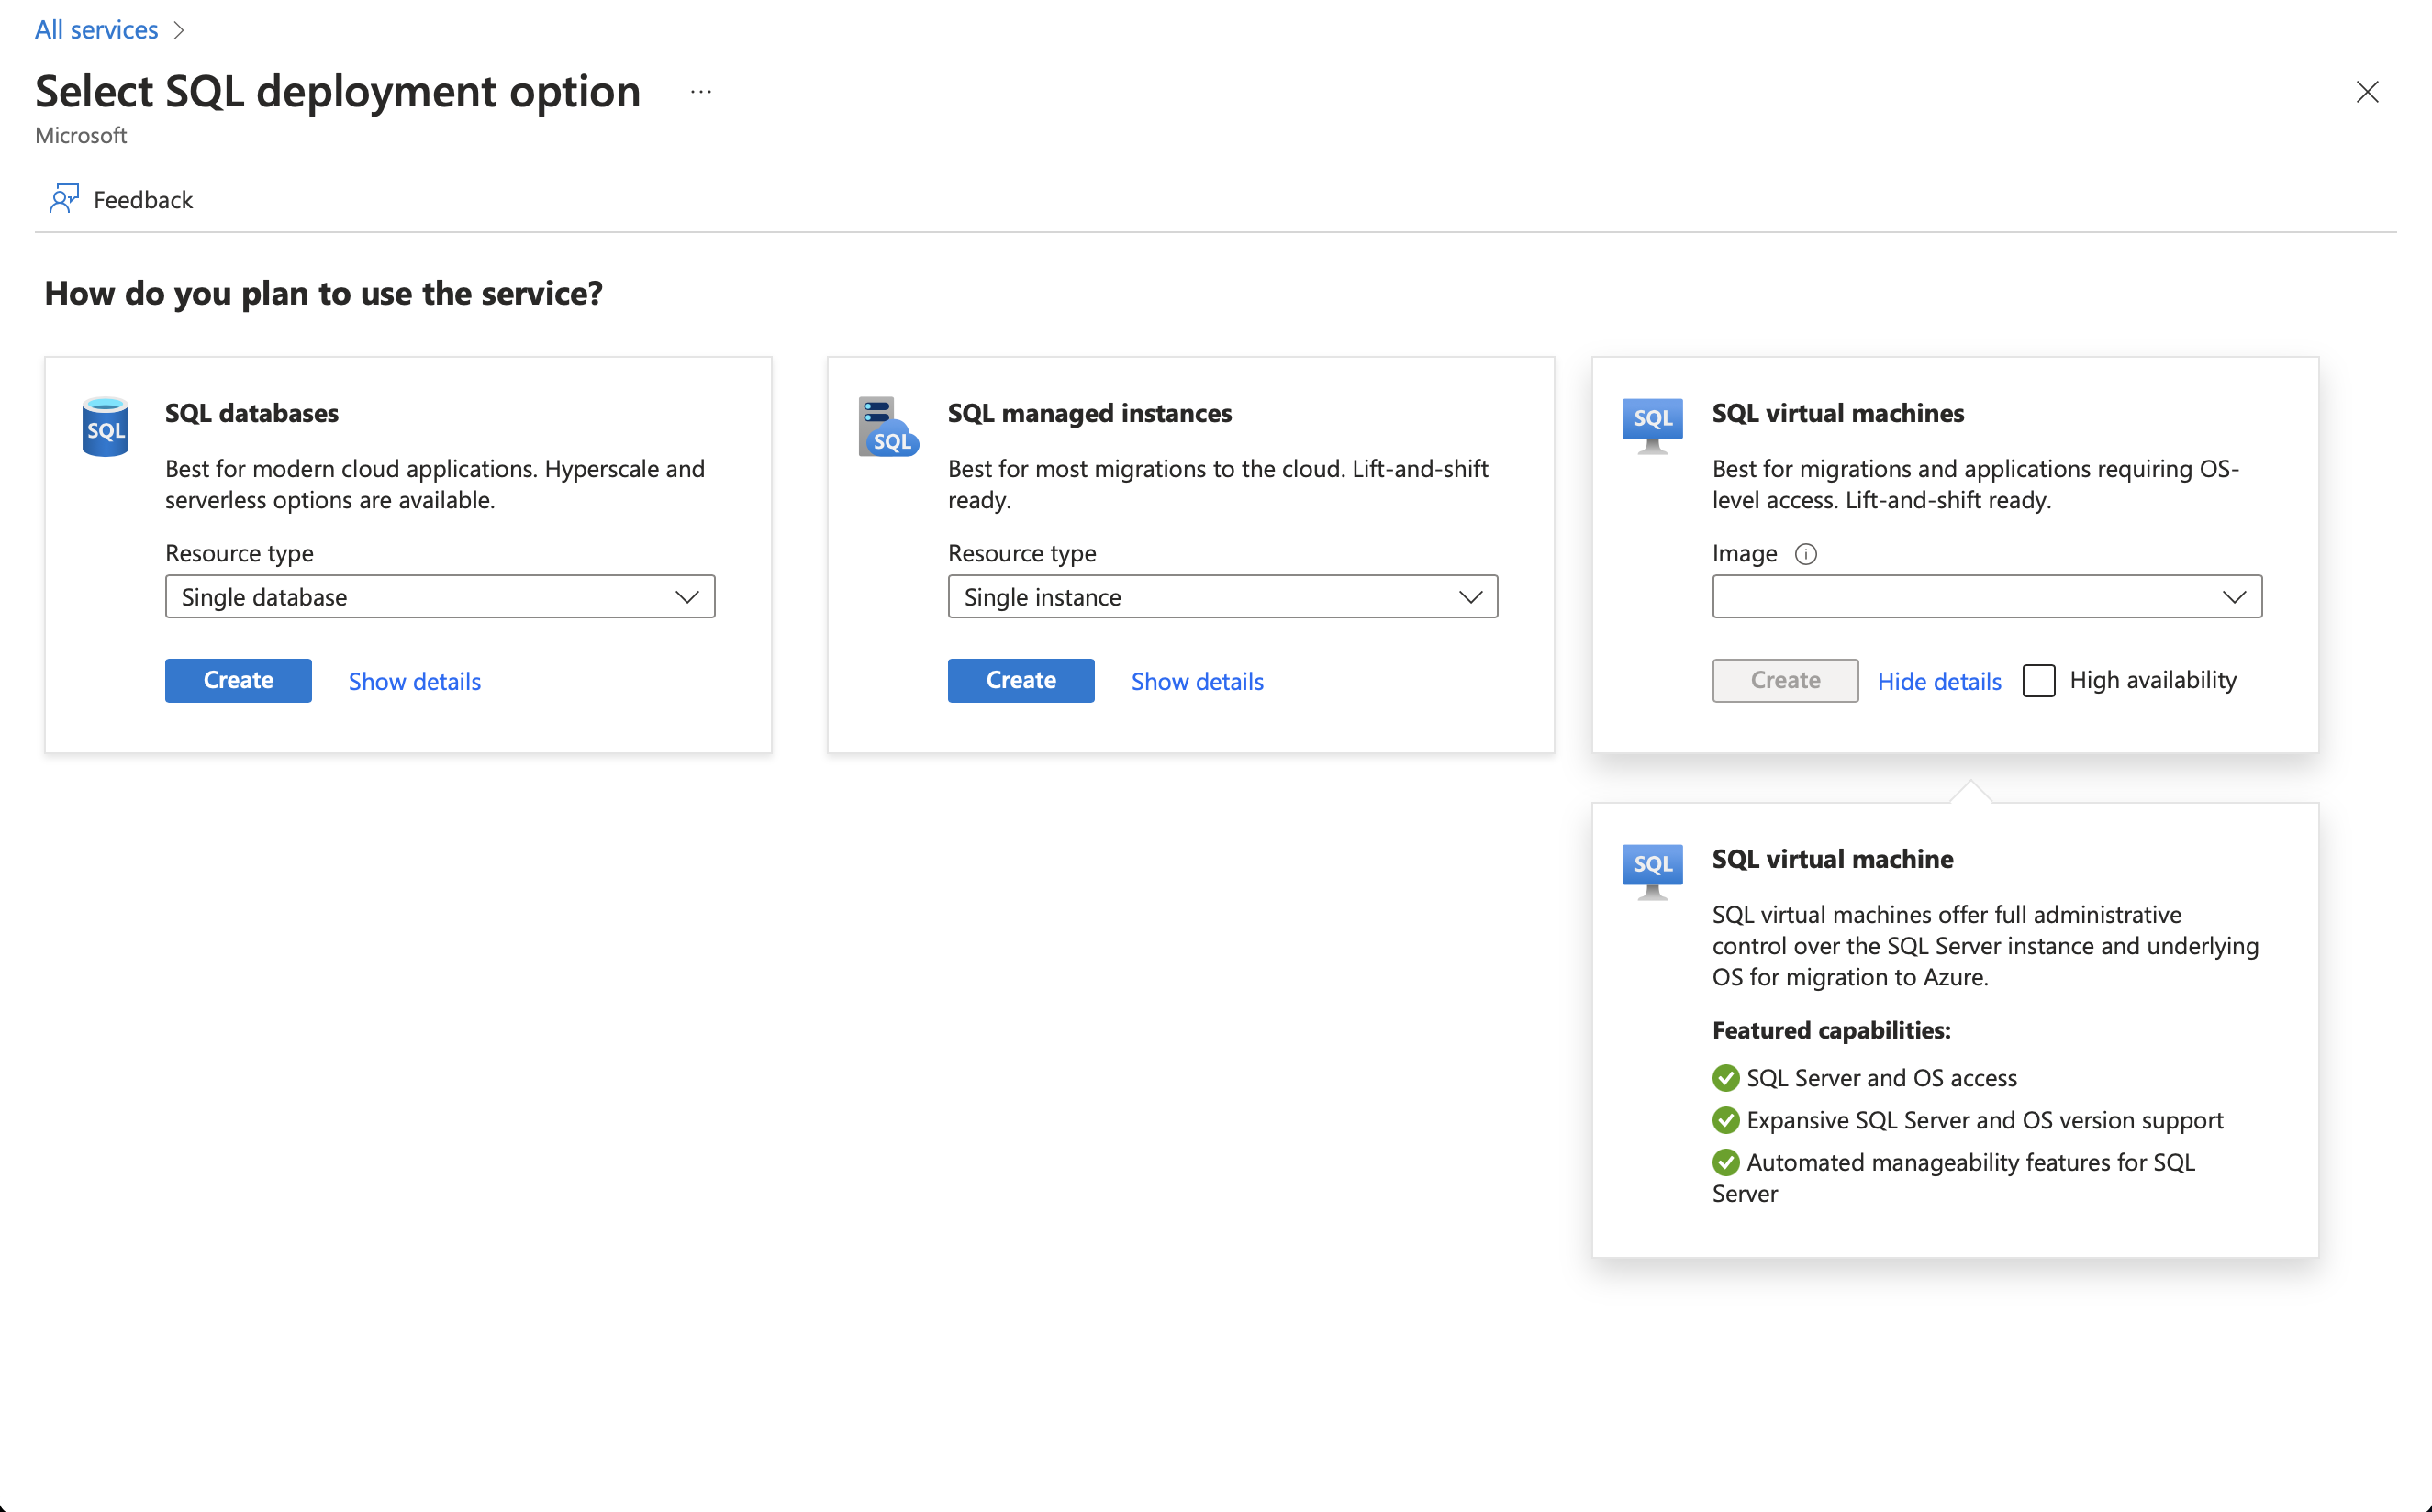 All services
Select SQL deployment option
...
Microsoft
Feedback
How do you plan to use the service?
SQL
SQL databases
Best for modern cloud applications. Hyperscale and
serverless options are available.
Resource type
Single database
Create
Show details
SQL
SQL managed instances
Best for most migrations to the cloud. Lift-and-shift
ready.
Resource type
Single instance
Create
Show details
SQL
SQL virtual machines
Best for migrations and applications requiring OS-
level access. Lift-and-shift ready.
Image
Create
Hide details
High availability
SQL
SQL virtual machine
SQL virtual machines offer full administrative
control over the SQL Server instance and underlying
OS for migration to Azure.
Featured capabilities:
SQL Server and OS access
Expansive SQL Server and OS version support
Automated manageability features for SQL
Server